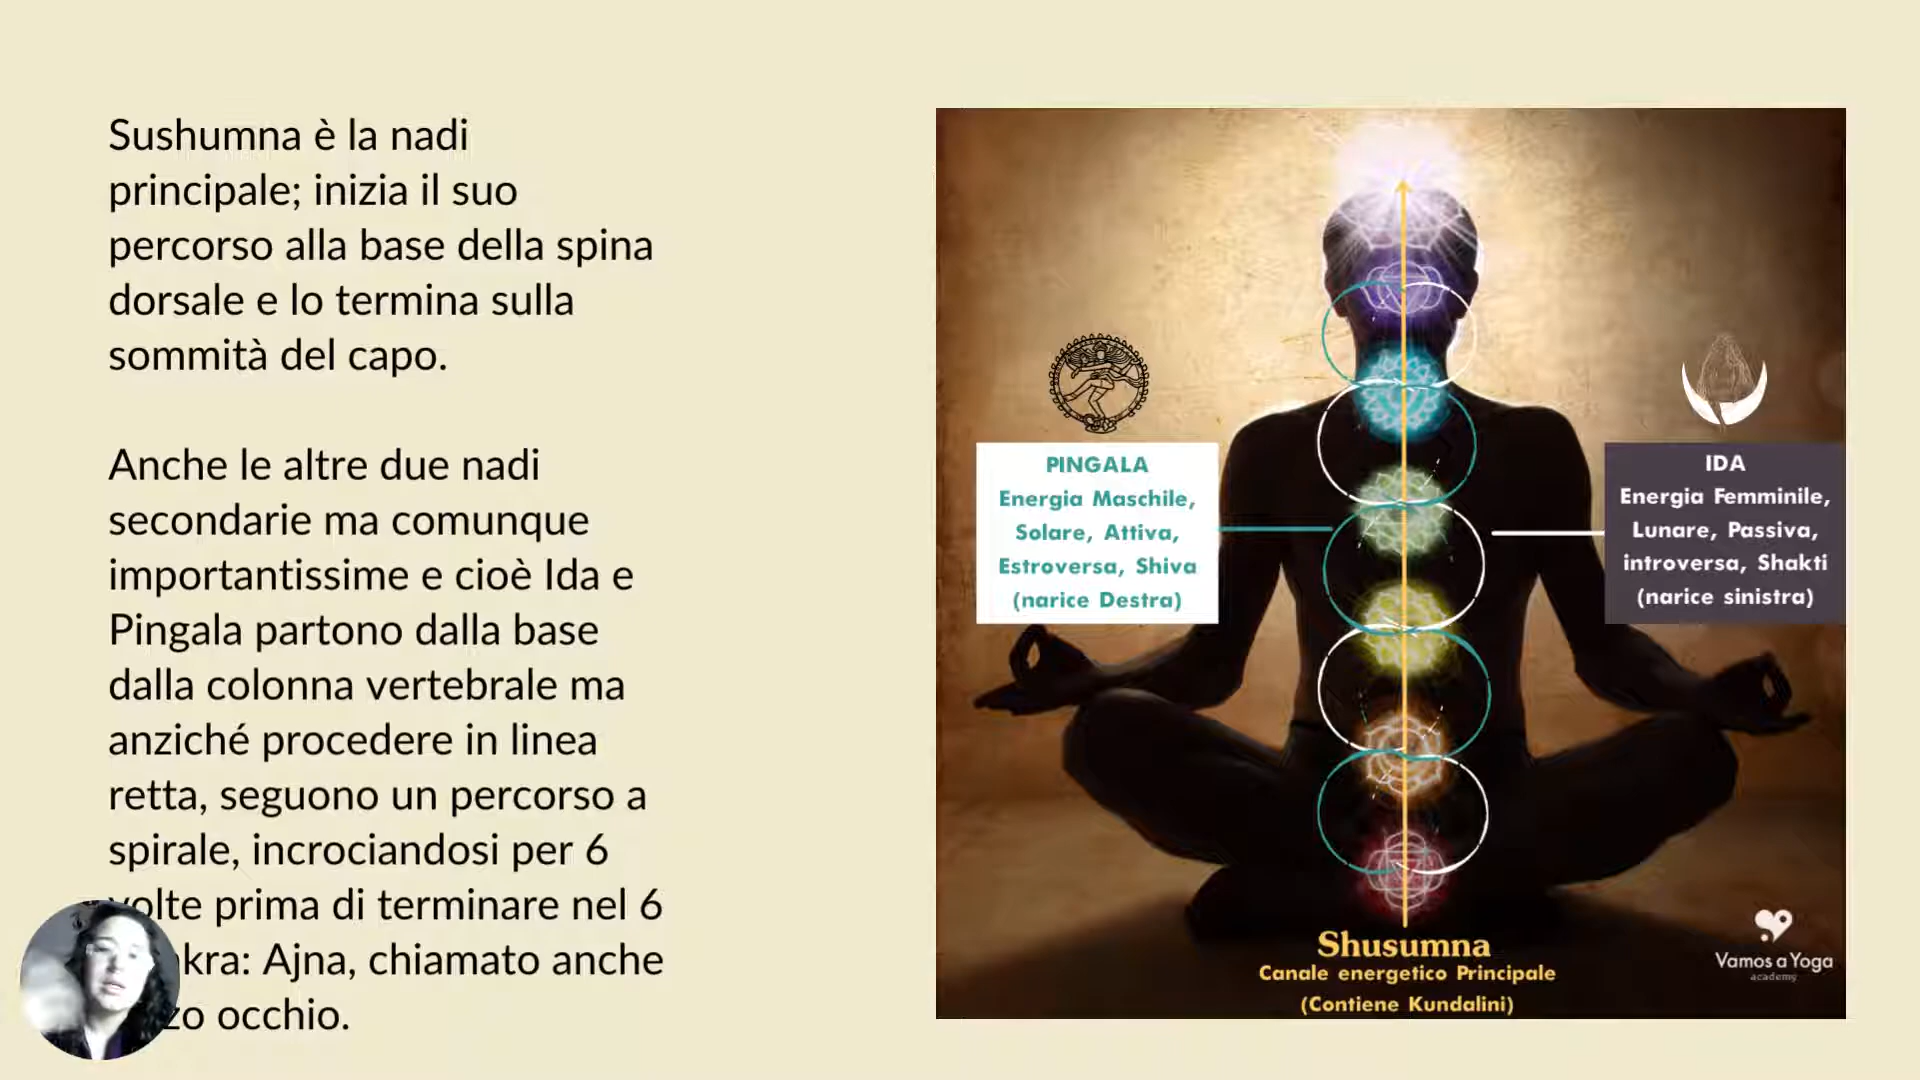 Sushumna è la nadi
principale; inizia il suo
percorso alla base della spina
dorsale e lo termina sulla
sommità del capo.
Anche le altre due nadi
secondarie ma comunque
importantissime e cioè Ida e
Pingala partono dalla base
dalla colonna vertebrale ma
anziché procedere in linea
retta, seguono un percorso a
spirale, incrociandosi per 6
volte prima di terminare nel 6
kra: Ajna, chiamato anche
zo occhio.
PINGALA
Energia Maschile,
Solare, Attiva,
Estroversa, Shiva
(narice Destra)
IDA
Energia Femminile,
Lunare, Passiva,
introversa, Shakti
(narice sinistra)
Shusumna
Canale energetico Principale
(Contiene Kundalini)
Vamos a Yoga
academy